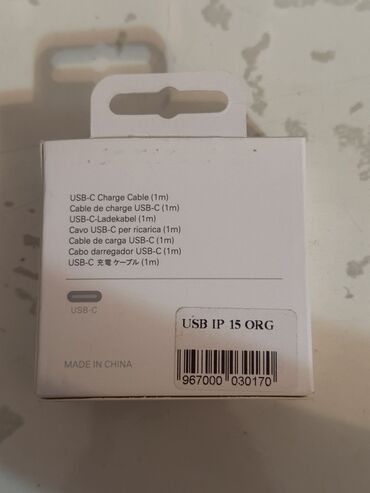 USB-C Charge Cable (1m)
Cable de charge USB-C (1m)
USB-C-Ladekabel (1m)
Cavo USB-C per ricarica (1m)
Cable de carga USB-C (1m)
Cabo darregador USB-C (1m)
USB-C 充電ケーブル (1m)
USB-C
USB IP 15 ORG
MADE IN CHINA
967000 030170